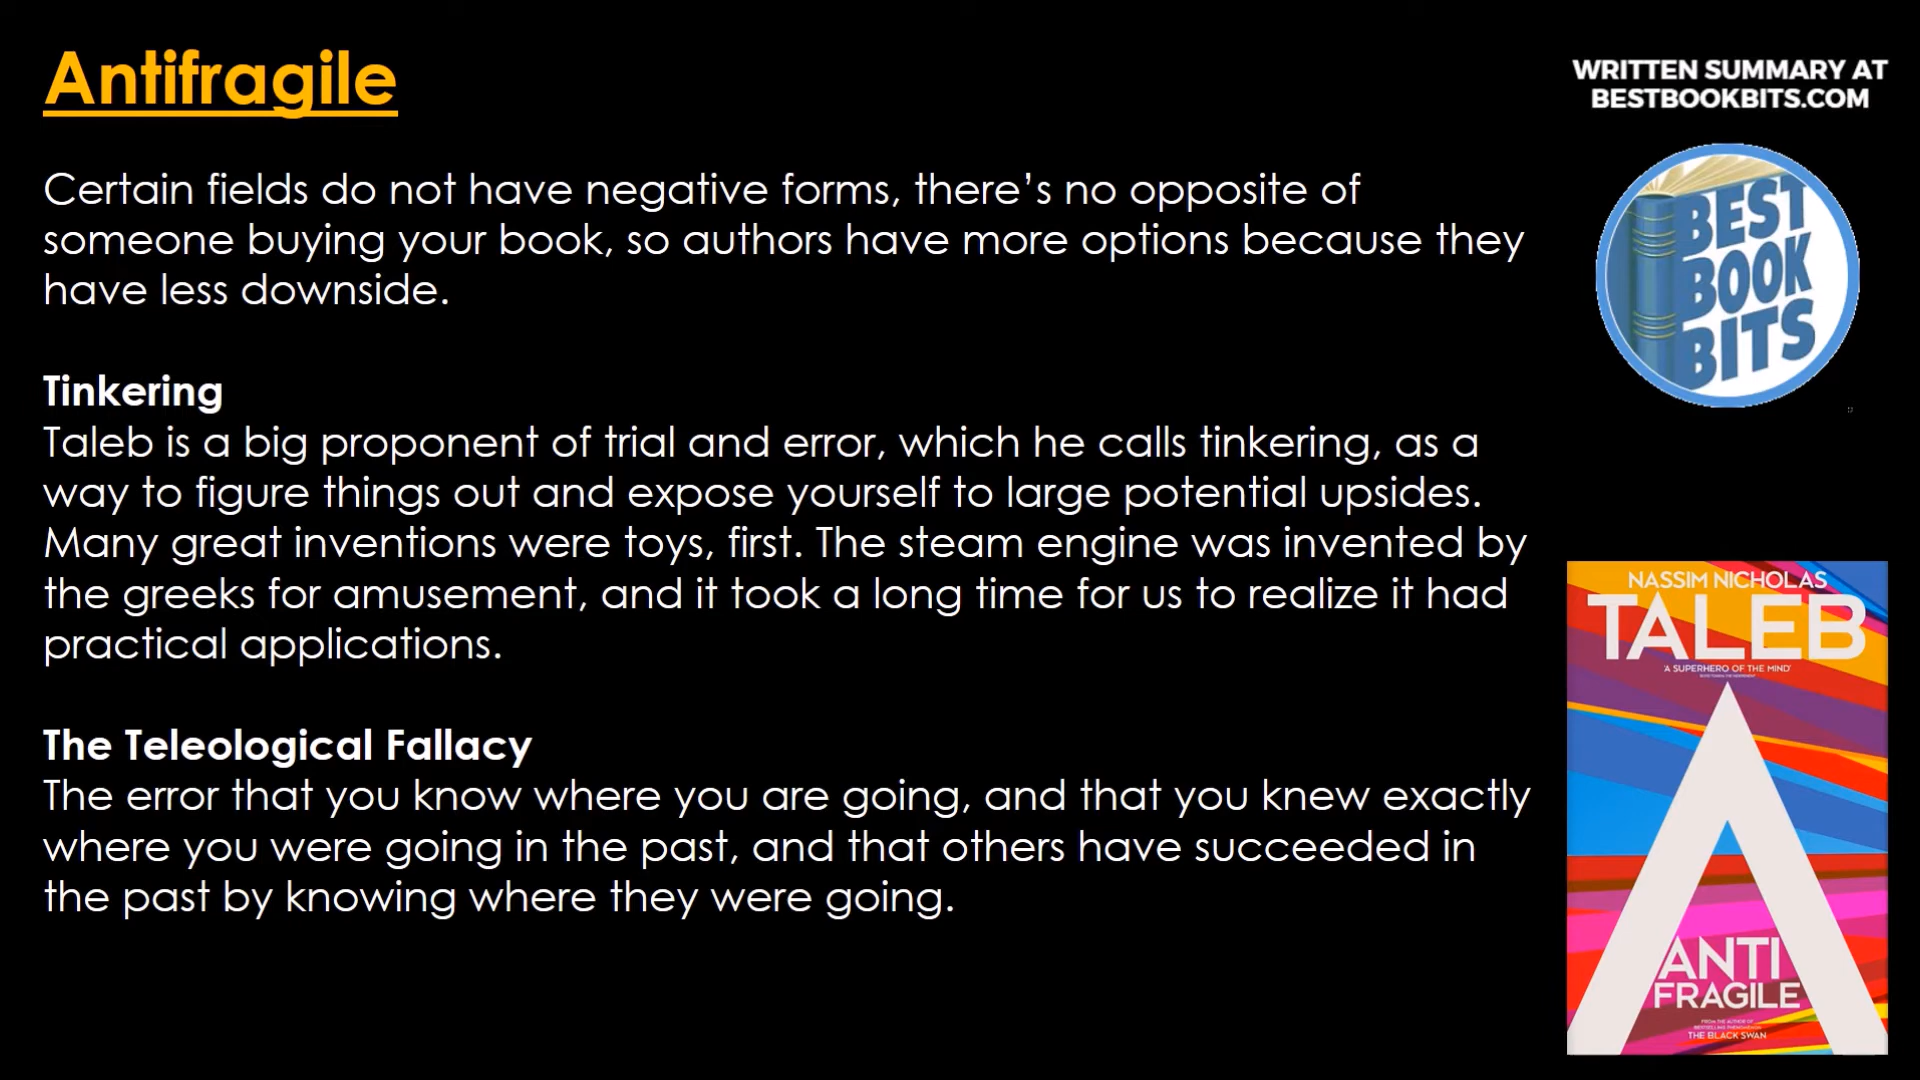 Antifragile
WRITTEN SUMMARY AT
BESTBOOKBITS.COM
Certain fields do not have negative forms, there’s no opposite of
someone buying your book, so authors have more options because they
have less downside.
BEST
BOOK
BITS
Tinkering
Taleb is a big proponent of trial and error, which he calls tinkering, as a
way to figure things out and expose yourself to large potential upsides.
Many great inventions were toys, first. The steam engine was invented by
the greeks for amusement, and it took a long time for us to realize it had
practical applications.
The Teleological Fallacy
The error that you know where you are going, and that you knew exactly
where you were going in the past, and that others have succeeded in
the past by knowing where they were going.
NASSIM NICHOLAS
TALEB
'A SUPERHERO OF THE MIND'
ANTI
FRAGILE
FROM THE AUTHOR OF
THE BLACK SWAN